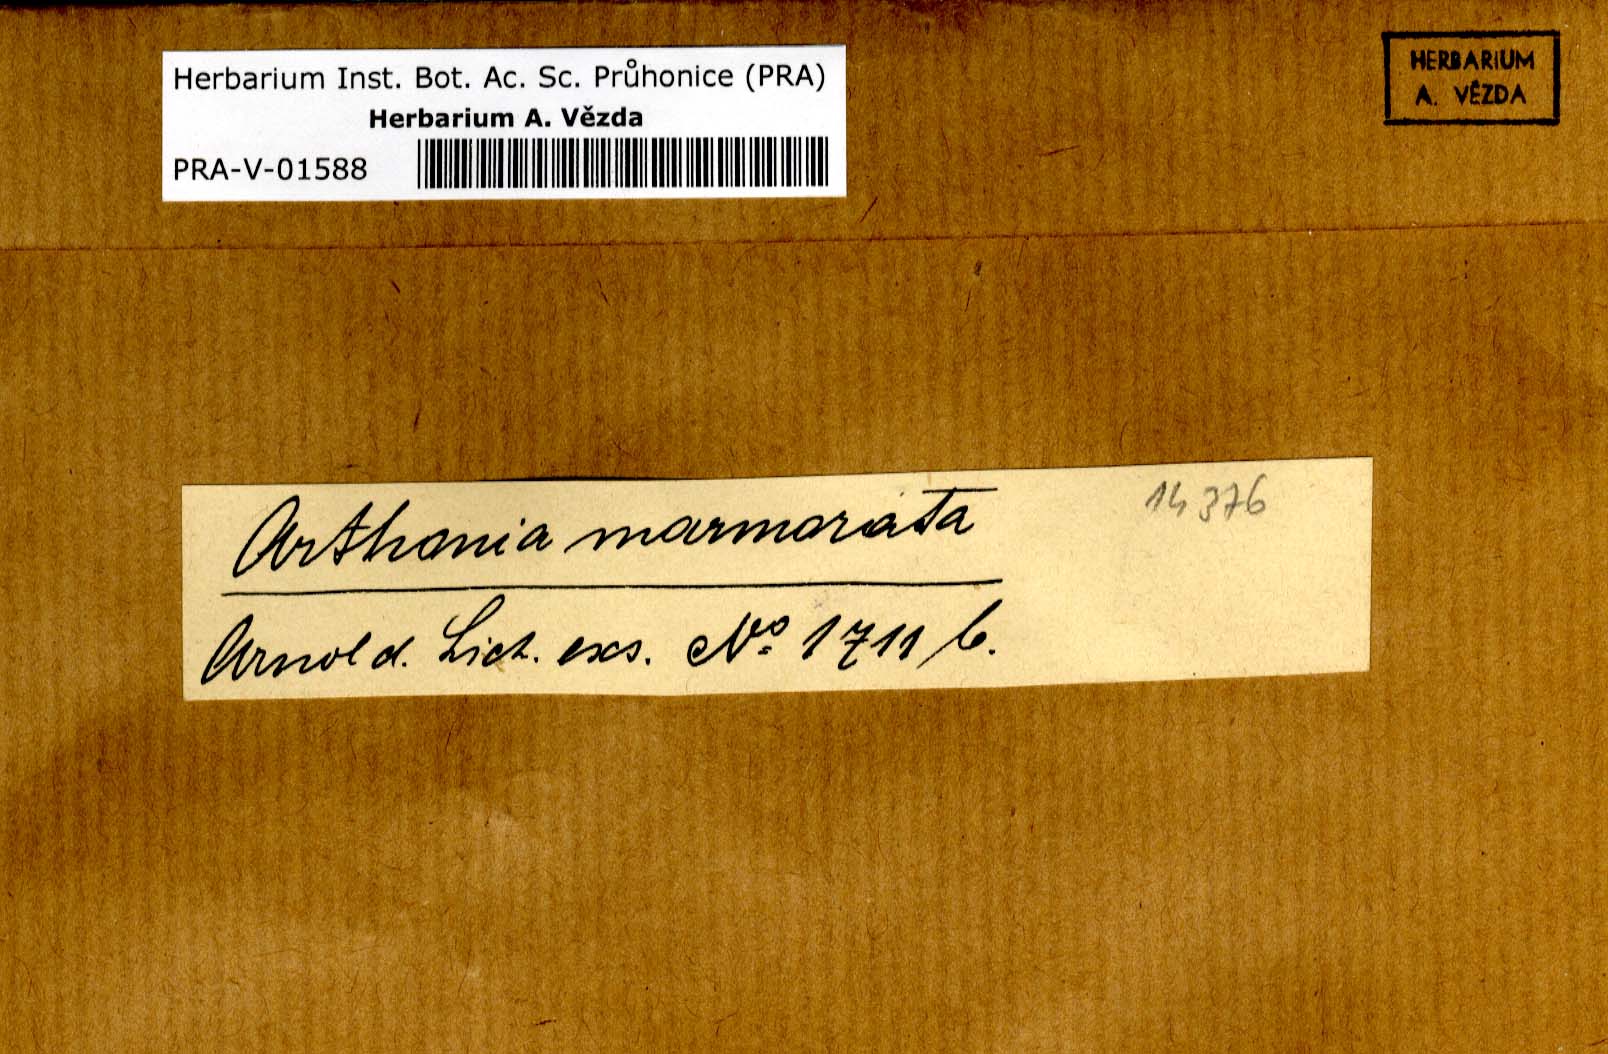 Herbarium Inst. Bot. Ac. Sc. Průhonice (PRA)
Herbarium A. Vězda
PRA-V-01588
HERBARIUM
A. VĚZDA
14376
Arthonia marmorata
Arnold. Lich. exs. No. 1711 b.